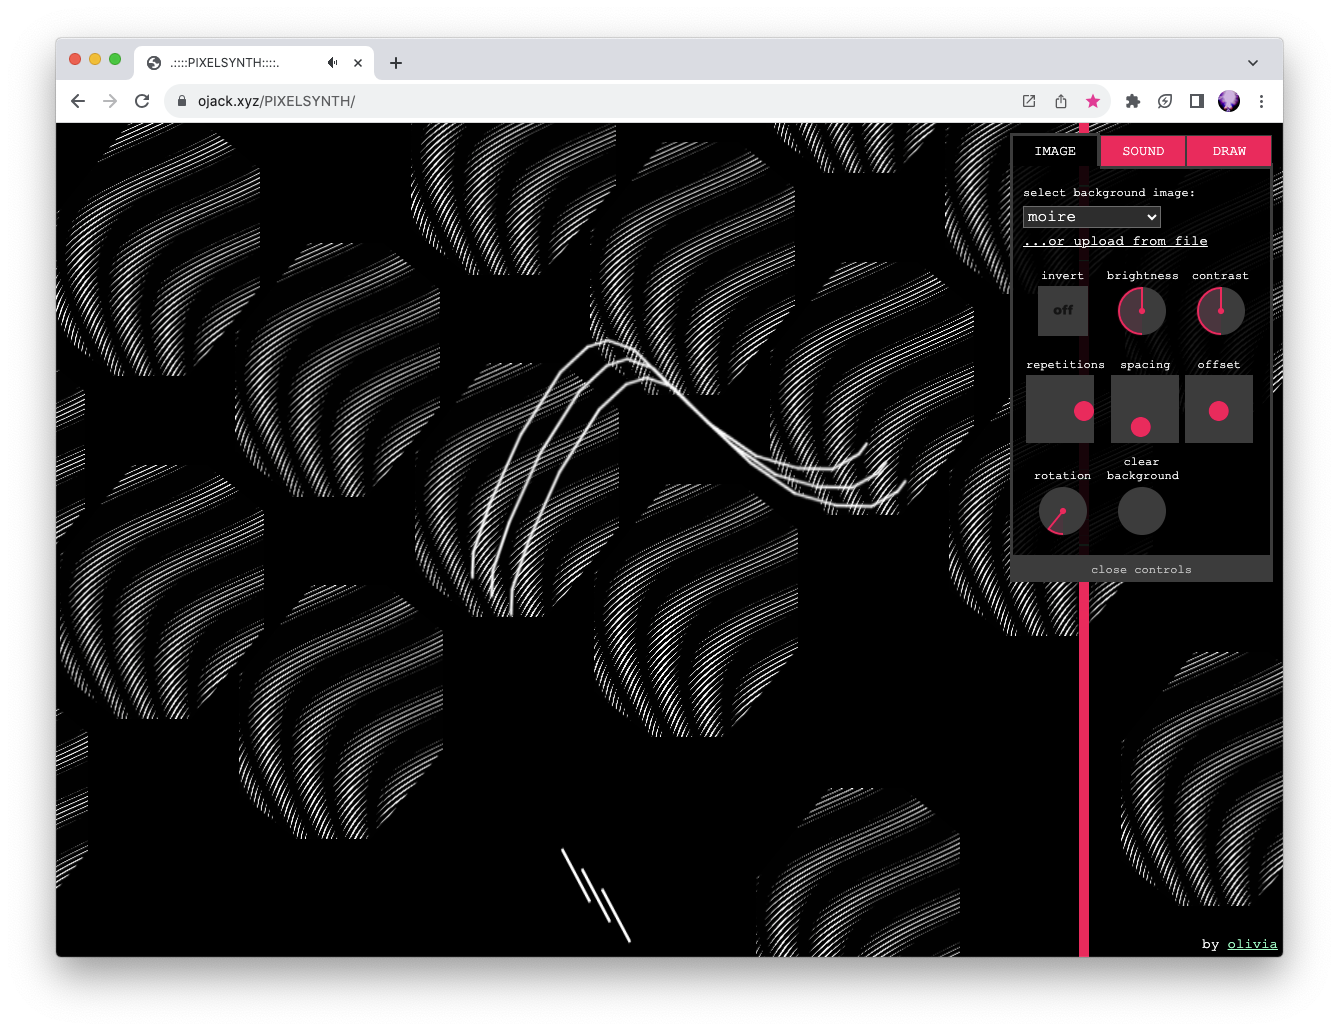 .::::PIXELSYNTH::::.
ojack.xyz/PIXELSYNTH/
IMAGE SOUND DRAW
select background image:
moire
...or upload from file
invert brightness contrast
off
repetitions spacing offset
rotation clear background
close controls
by olivia